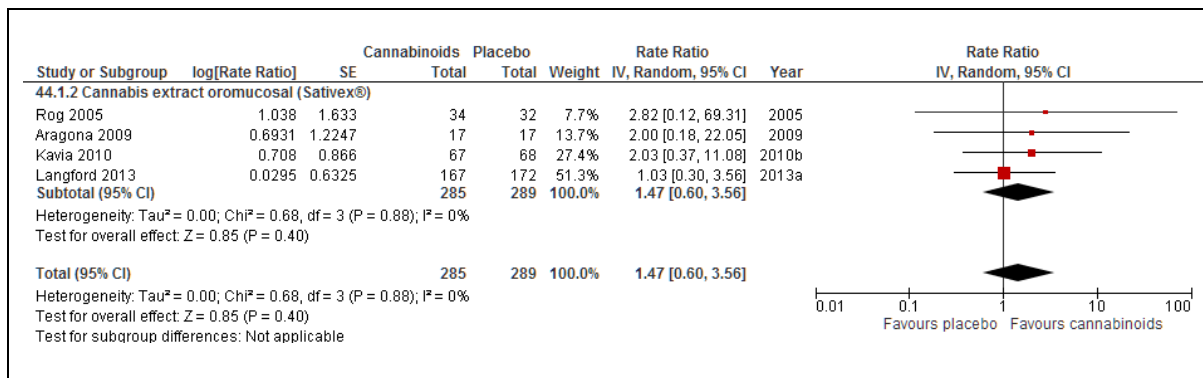 Cannabinoids Placebo Rate Ratio Rate Ratio
Study or Subgroup log[Rate Ratio] SE Total Total Weight IV, Random, 95% CI Year IV, Random, 95% CI
44.1.2 Cannabis extract oromucosal (Sativex®)
Rog 2005 1.038 1.633 34 32 7.7% 2.82 [0.12, 69.31] 2005
Aragona 2009 0.6931 1.2247 17 17 13.7% 2.00 [0.18, 22.05] 2009
Kavia 2010 0.708 0.866 67 68 27.4% 2.03 [0.37, 11.08] 2010b
Langford 2013 0.0295 0.6325 167 172 51.3% 1.03 [0.30, 3.56] 2013a
Subtotal (95% CI) 285 289 100.0% 1.47 [0.60, 3.56]
Heterogeneity: Tau² = 0.00; Chi² = 0.68, df = 3 (P = 0.88); I² = 0%
Test for overall effect: Z = 0.85 (P = 0.40)
Total (95% CI) 285 289 100.0% 1.47 [0.60, 3.56]
Heterogeneity: Tau² = 0.00; Chi² = 0.68, df = 3 (P = 0.88); I² = 0%
Test for overall effect: Z = 0.85 (P = 0.40)
Test for subgroup differences: Not applicable
0.01 0.1 1 10 100
Favours placebo Favours cannabinoids